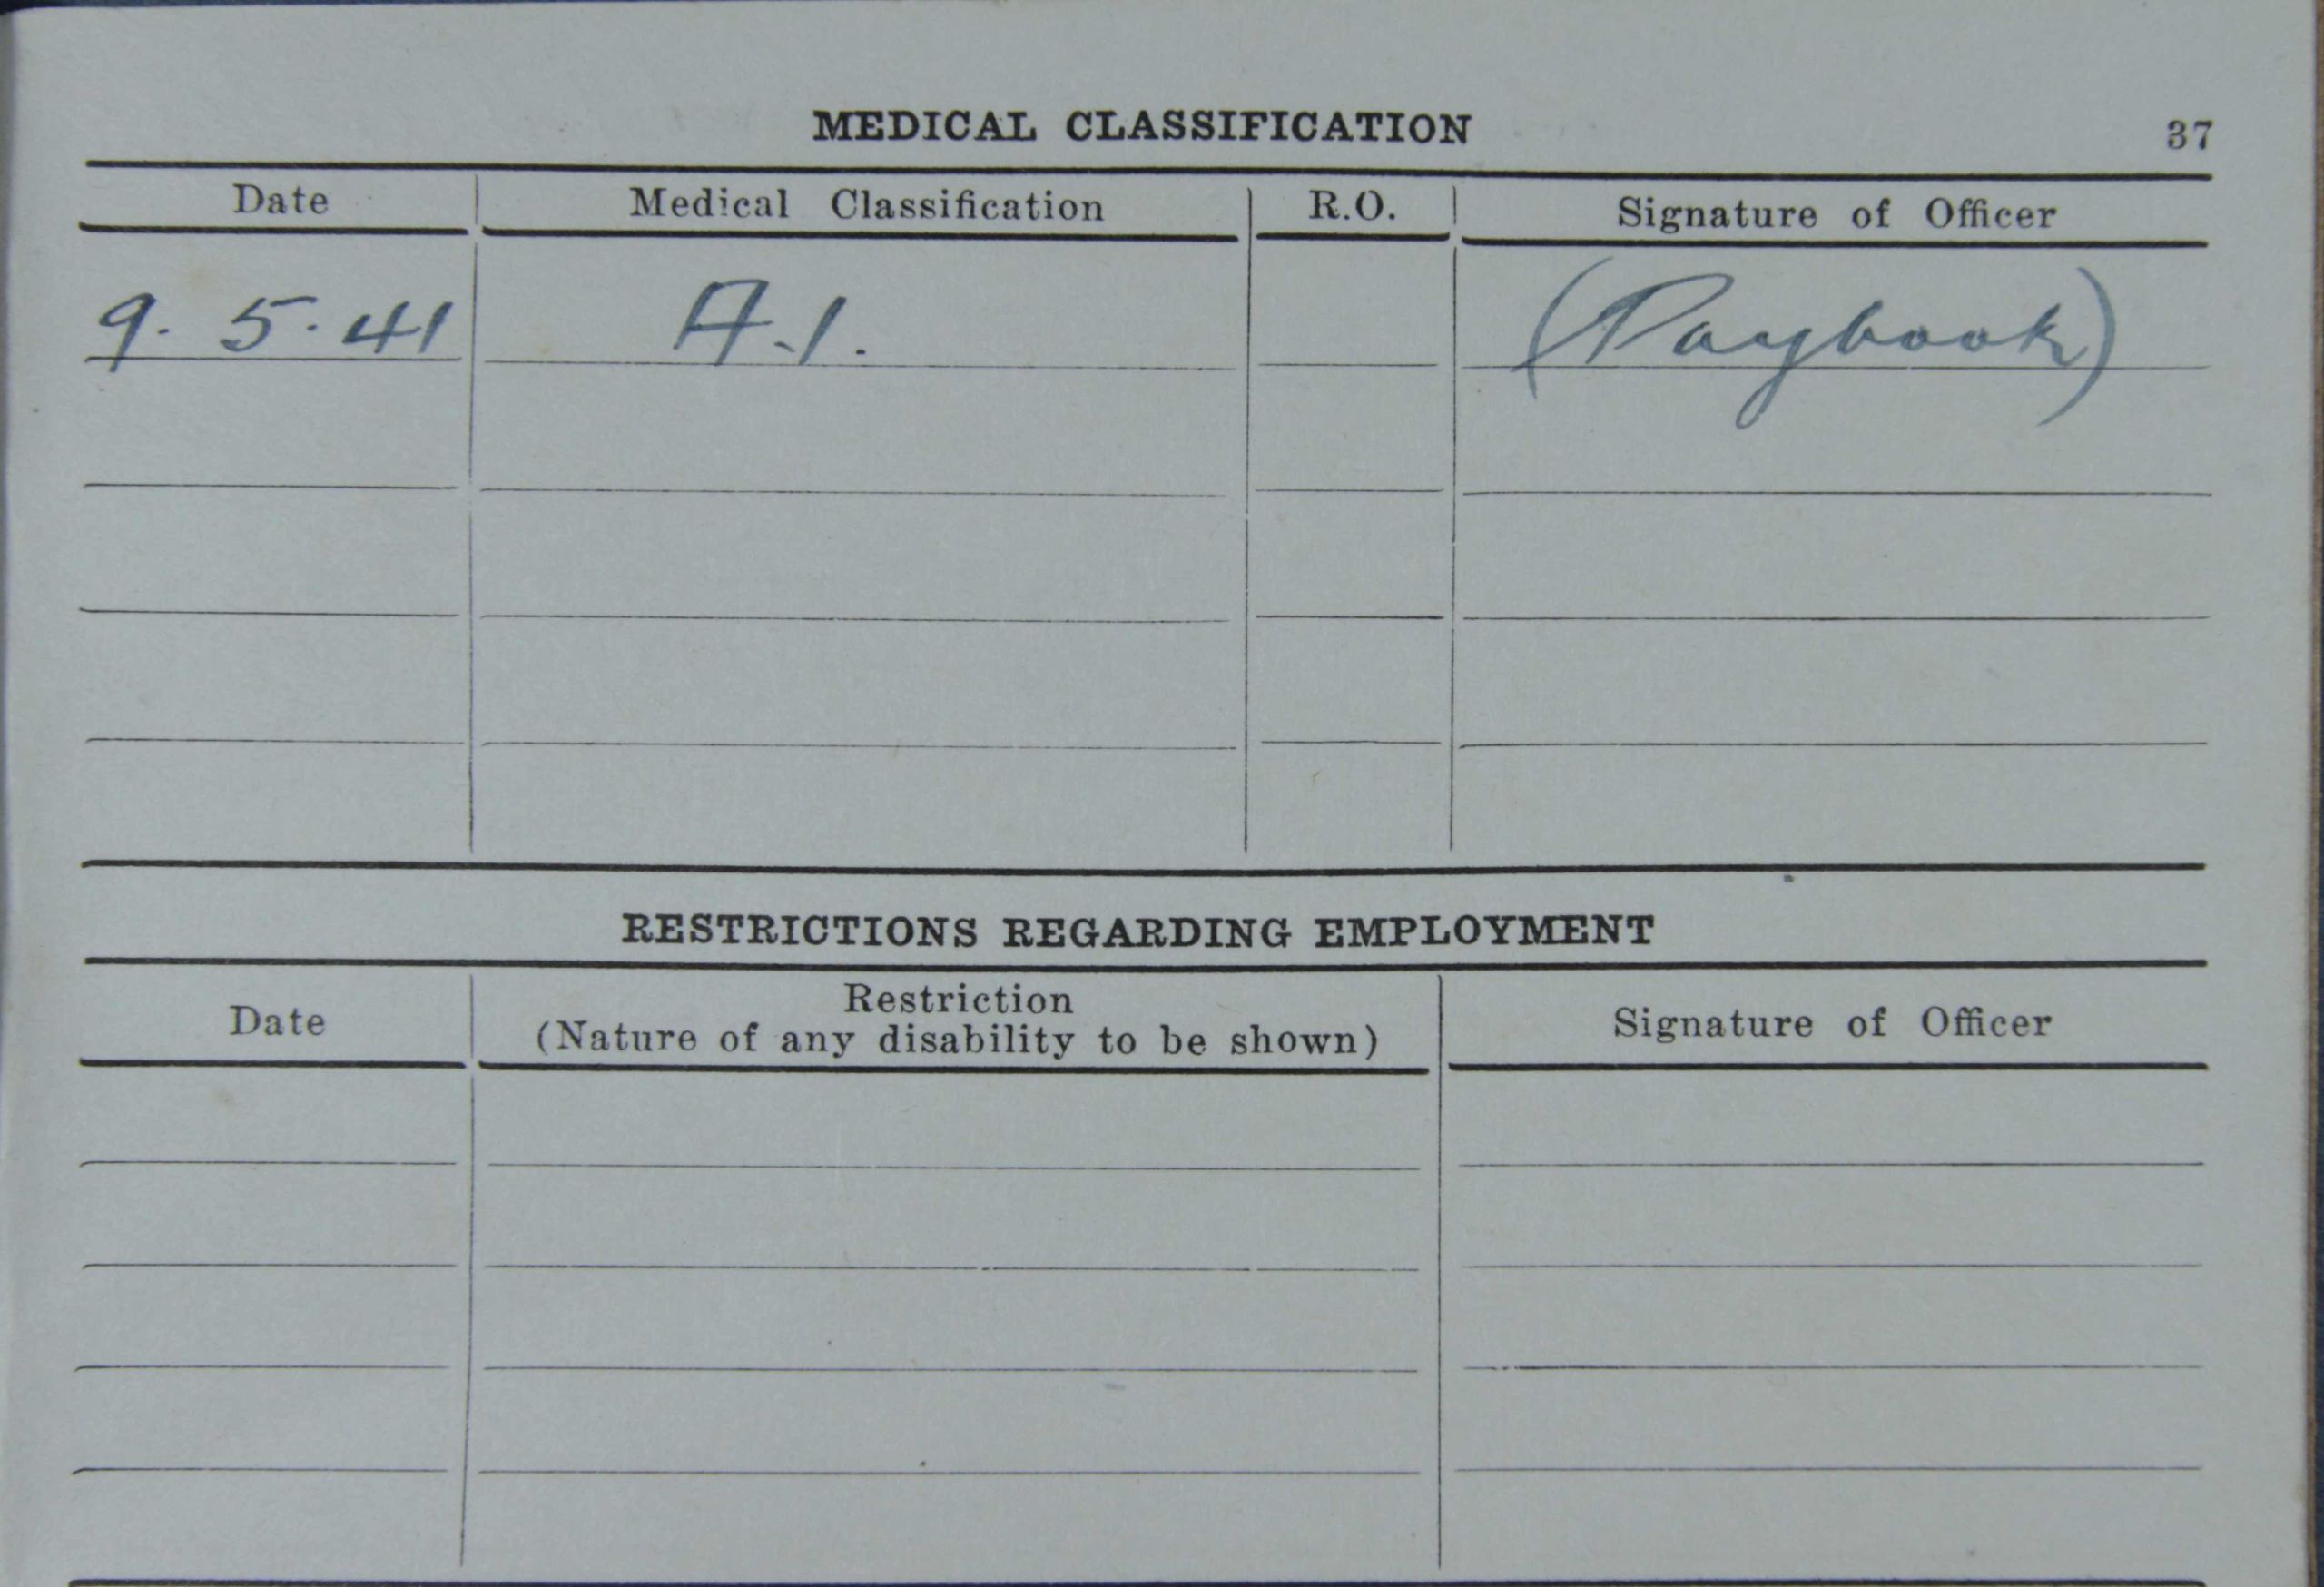 MEDICAL CLASSIFICATION 37
Date Medical Classification R.O. Signature of Officer
9. 5. 41 A.1. (Paybook)
RESTRICTIONS REGARDING EMPLOYMENT
Date Restriction (Nature of any disability to be shown) Signature of Officer